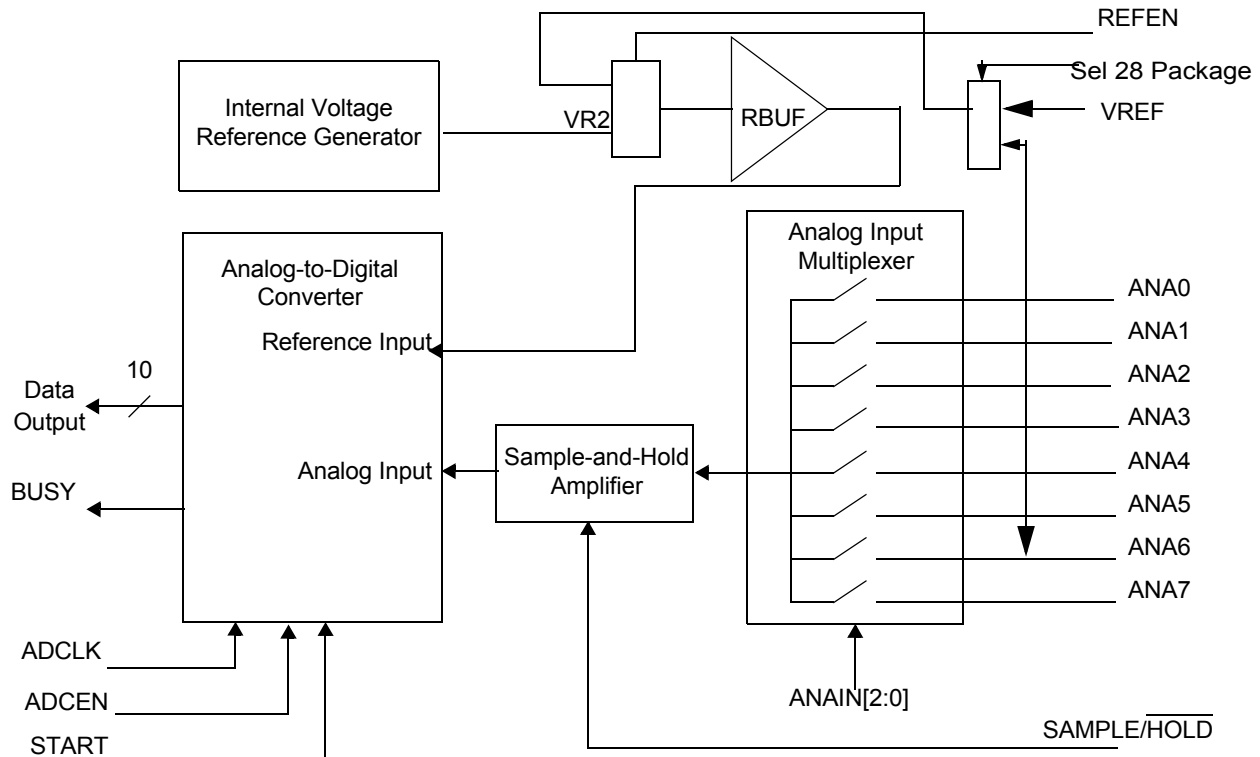 REFEN
Sel 28 Package
VREF
Internal Voltage
Reference Generator
VR2
RBUF
Analog Input
Multiplexer
Analog-to-Digital
Converter
Reference Input
Analog Input
10
Data
Output
BUSY
Sample-and-Hold
Amplifier
ANA0
ANA1
ANA2
ANA3
ANA4
ANA5
ANA6
ANA7
ADCLK
ADCEN
START
ANAIN[2:0]
SAMPLE/HOLD